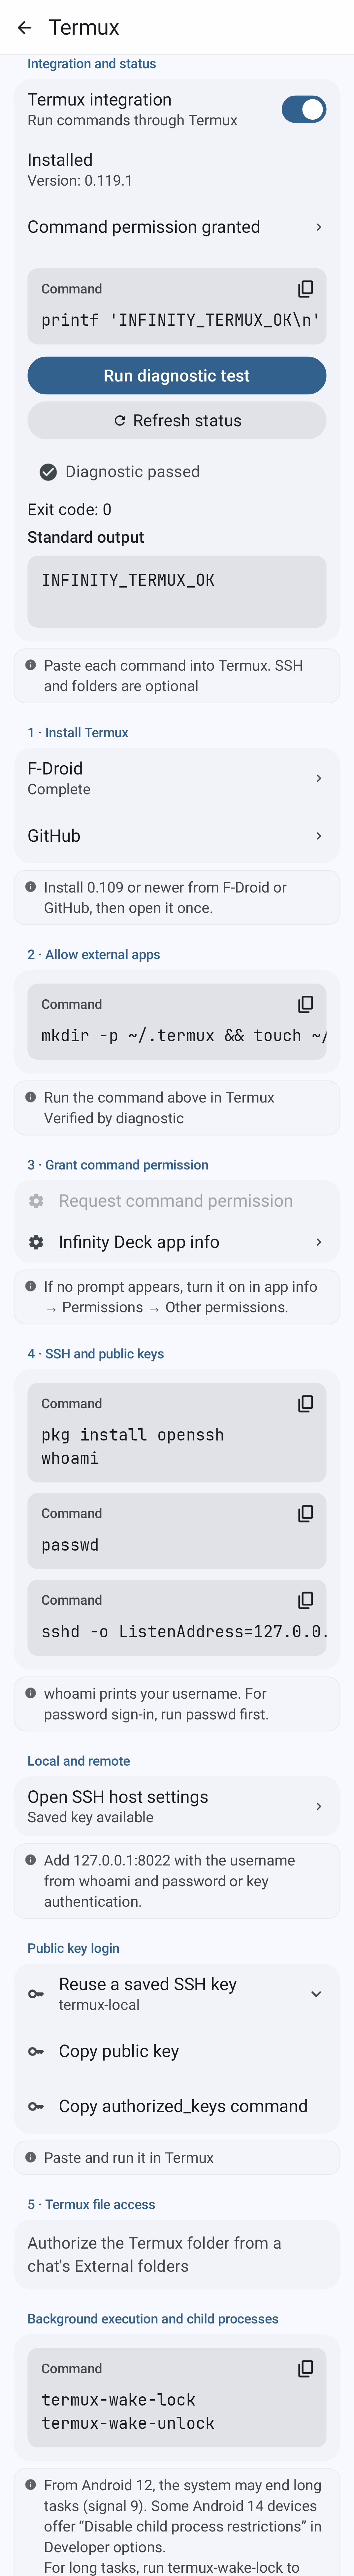 Termux
Integration and status
Termux integration
Run commands through Termux
Installed
Version: 0.119.1
Command permission granted
Command
printf 'INFINITY_TERMUX_OK\n'
Run diagnostic test
Refresh status
Diagnostic passed
Exit code: 0
Standard output
INFINITY_TERMUX_OK
Paste each command into Termux. SSH
and folders are optional
1 · Install Termux
F-Droid
Complete
GitHub
Install 0.109 or newer from F-Droid or
GitHub, then open it once.
2 · Allow external apps
Command
mkdir -p ~/.termux && touch ~/
Run the command above in Termux
Verified by diagnostic
3 · Grant command permission
Request command permission
Infinity Deck app info
If no prompt appears, turn it on in app info
→ Permissions → Other permissions.
4 · SSH and public keys
Command
pkg install openssh
whoami
Command
passwd
Command
sshd -o ListenAddress=127.0.0.
whoami prints your username. For
password sign-in, run passwd first.
Local and remote
Open SSH host settings
Saved key available
Add 127.0.0.1:8022 with the username
from whoami and password or key
authentication.
Public key login
Reuse a saved SSH key
termux-local
Copy public key
Copy authorized_keys command
Paste and run it in Termux
5 · Termux file access
Authorize the Termux folder from a
chat's External folders
Background execution and child processes
Command
termux-wake-lock
termux-wake-unlock
From Android 12, the system may end long
tasks (signal 9). Some Android 14 devices
offer “Disable child process restrictions” in
Developer options.
For long tasks, run termux-wake-lock to